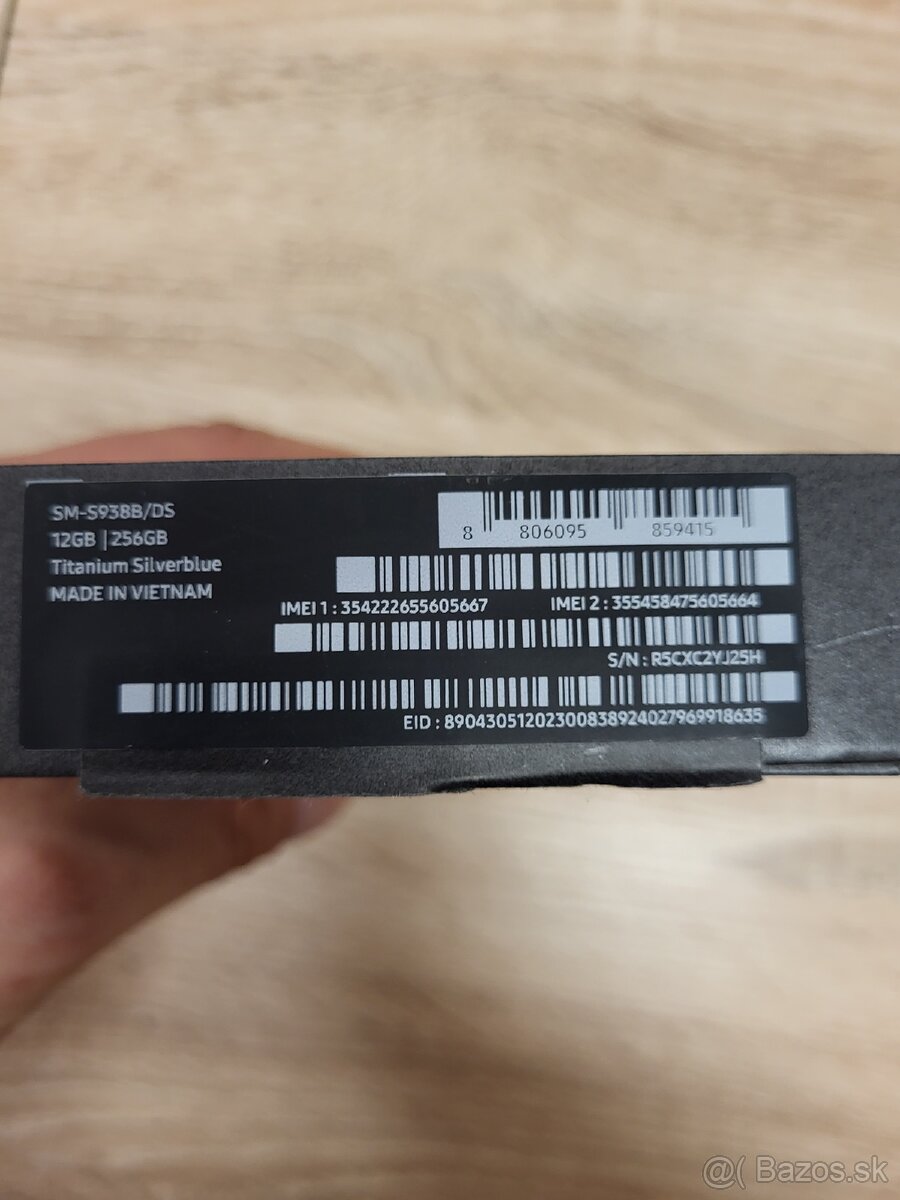 SM-S938B/DS
12GB | 256GB
Titanium Silverblue
MADE IN VIETNAM
8 806095 859415
IMEI 1 : 354222655605667 IMEI 2 : 355458475605664
S/N : R5CXC2YJ25H
EID : 89043051202300838924027969918635
@( Bazos.sk